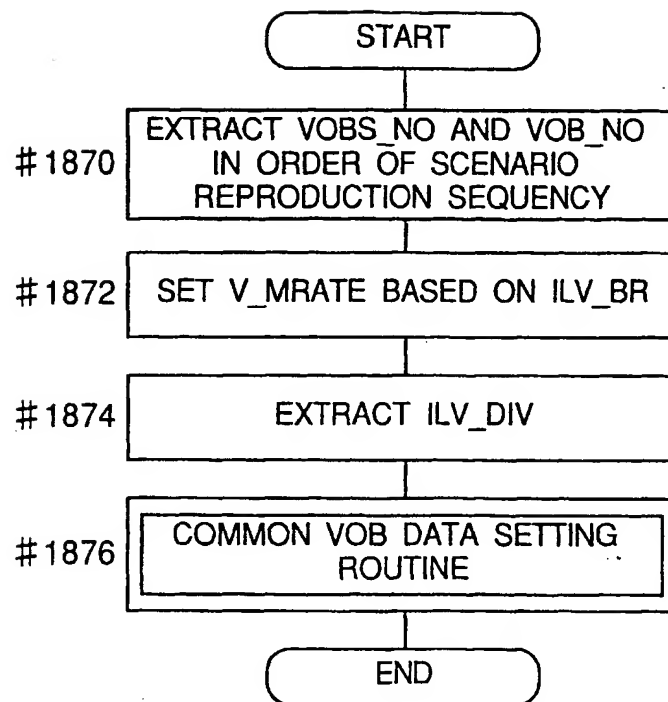 START
#1870
EXTRACT VOBS_NO AND VOB_NO
IN ORDER OF SCENARIO
REPRODUCTION SEQUENCY
#1872
SET V_MRATE BASED ON ILV_BR
#1874
EXTRACT ILV_DIV
#1876
COMMON VOB DATA SETTING
ROUTINE
END